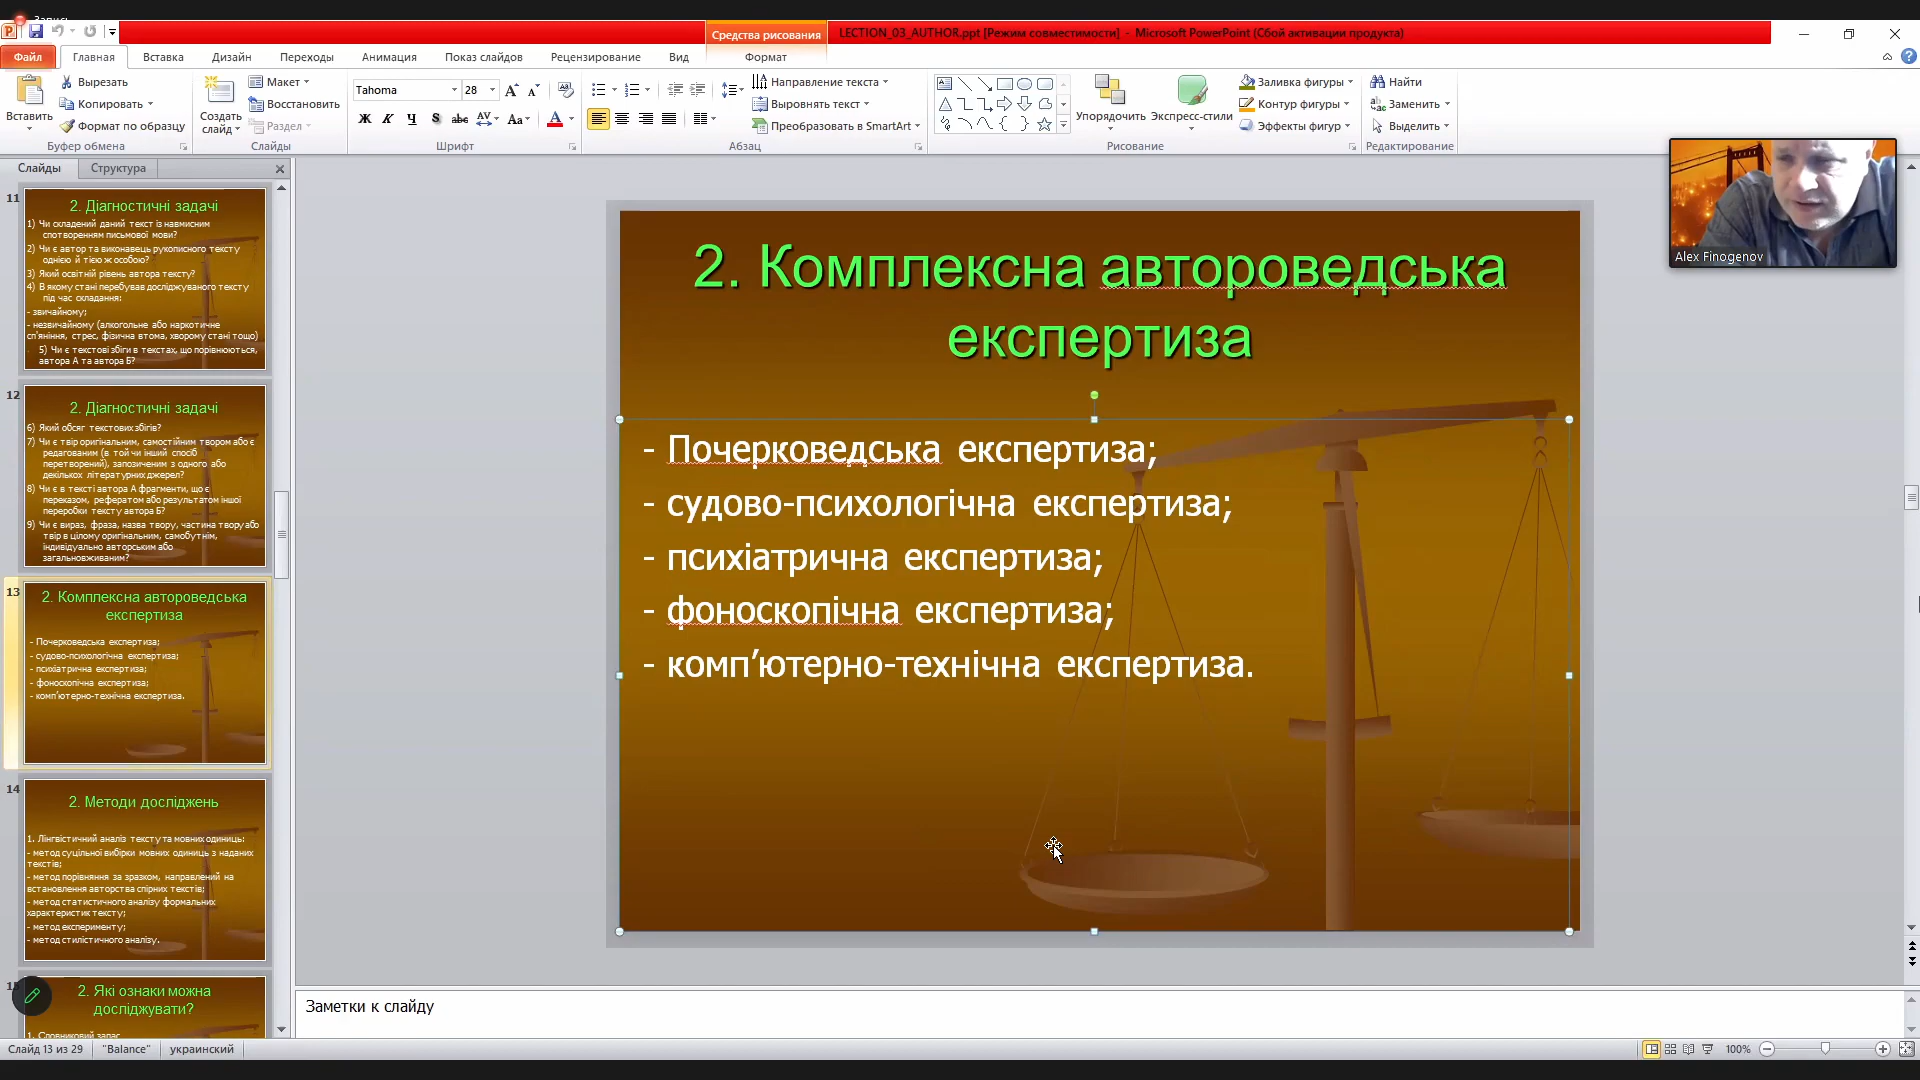 Запись
LECTION_03_AUTHOR.ppt [Режим совместимости] - Microsoft PowerPoint (Сбой активации продукта)
Средства рисования
Файл Главная Вставка Дизайн Переходы Анимация Показ слайдов Рецензирование Вид Формат
Вставить
Вырезать
Копировать
Формат по образцу
Буфер обмена
Создать слайд
Макет
Восстановить
Раздел
Слайды
Tahoma 28
Ж К Ч S abc AV Aa A
Шрифт
Направление текста
Выровнять текст
Преобразовать в SmartArt
Абзац
Упорядочить
Экспресс-стили
Заливка фигуры
Контур фигуры
Эффекты фигур
Рисование
Найти
Заменить
Выделить
Редактирование
Слайды Структура
11
2. Діагностичні задачі
1) Чи складений даний текст із навмисним
спотворенням письмової мови?
2) Чи є автор та виконавець рукописного тексту
однією й тією ж особою?
3) Який освітній рівень автора тексту?
4) В якому стані перебував досліджуваного тексту
під час складання:
- звичайному;
- незвичайному (алкогольне або наркотичне
сп'яніння, стрес, фізична втома, хворому стані тощо)
5) Чи є текстові збіги в текстах, що порівнюються,
автора А та автора Б?
12
2. Діагностичні задачі
6) Який обсяг текстових збігів?
7) Чи є твір оригінальним, самостійним твором або є
редагованим (в той чи інший спосіб
перетворений), запозиченим з одного або
декількох літературних джерел?
8) Чи є в тексті автора А фрагменти, що є
переказом, рефератом або результатом іншої
переробки тексту автора Б?
9) Чи є вираз, фраза, назва твору, частина твору або
твір в цілому оригінальним, самобутнім,
індивідуально авторським або
загальновживаним?
13
2. Комплексна автороведська
експертиза
- Почерковедська експертиза;
- судово-психологічна експертиза;
- психіатрична експертиза;
- фоноскопічна експертиза;
- комп’ютерно-технічна експертиза.
14
2. Методи досліджень
1. Лінгвістичний аналіз тексту та мовних одиниць:
- метод суцільної вибірки мовних одиниць з наданих
текстів;
- метод порівняння за зразком, направлений на
встановлення авторства спірних текстів;
- метод статистичного аналізу формальних
характеристик тексту;
- метод експерименту;
- метод стилістичного аналізу.
15
2. Які ознаки можна
досліджувати?
1. Словниковий запас
2. Комплексна автороведська
експертиза
- Почерковедська експертиза;
- судово-психологічна експертиза;
- психіатрична експертиза;
- фоноскопічна експертиза;
- комп’ютерно-технічна експертиза.
Alex Finogenov
Заметки к слайду
Слайд 13 из 29 "Balance" украинский 100%